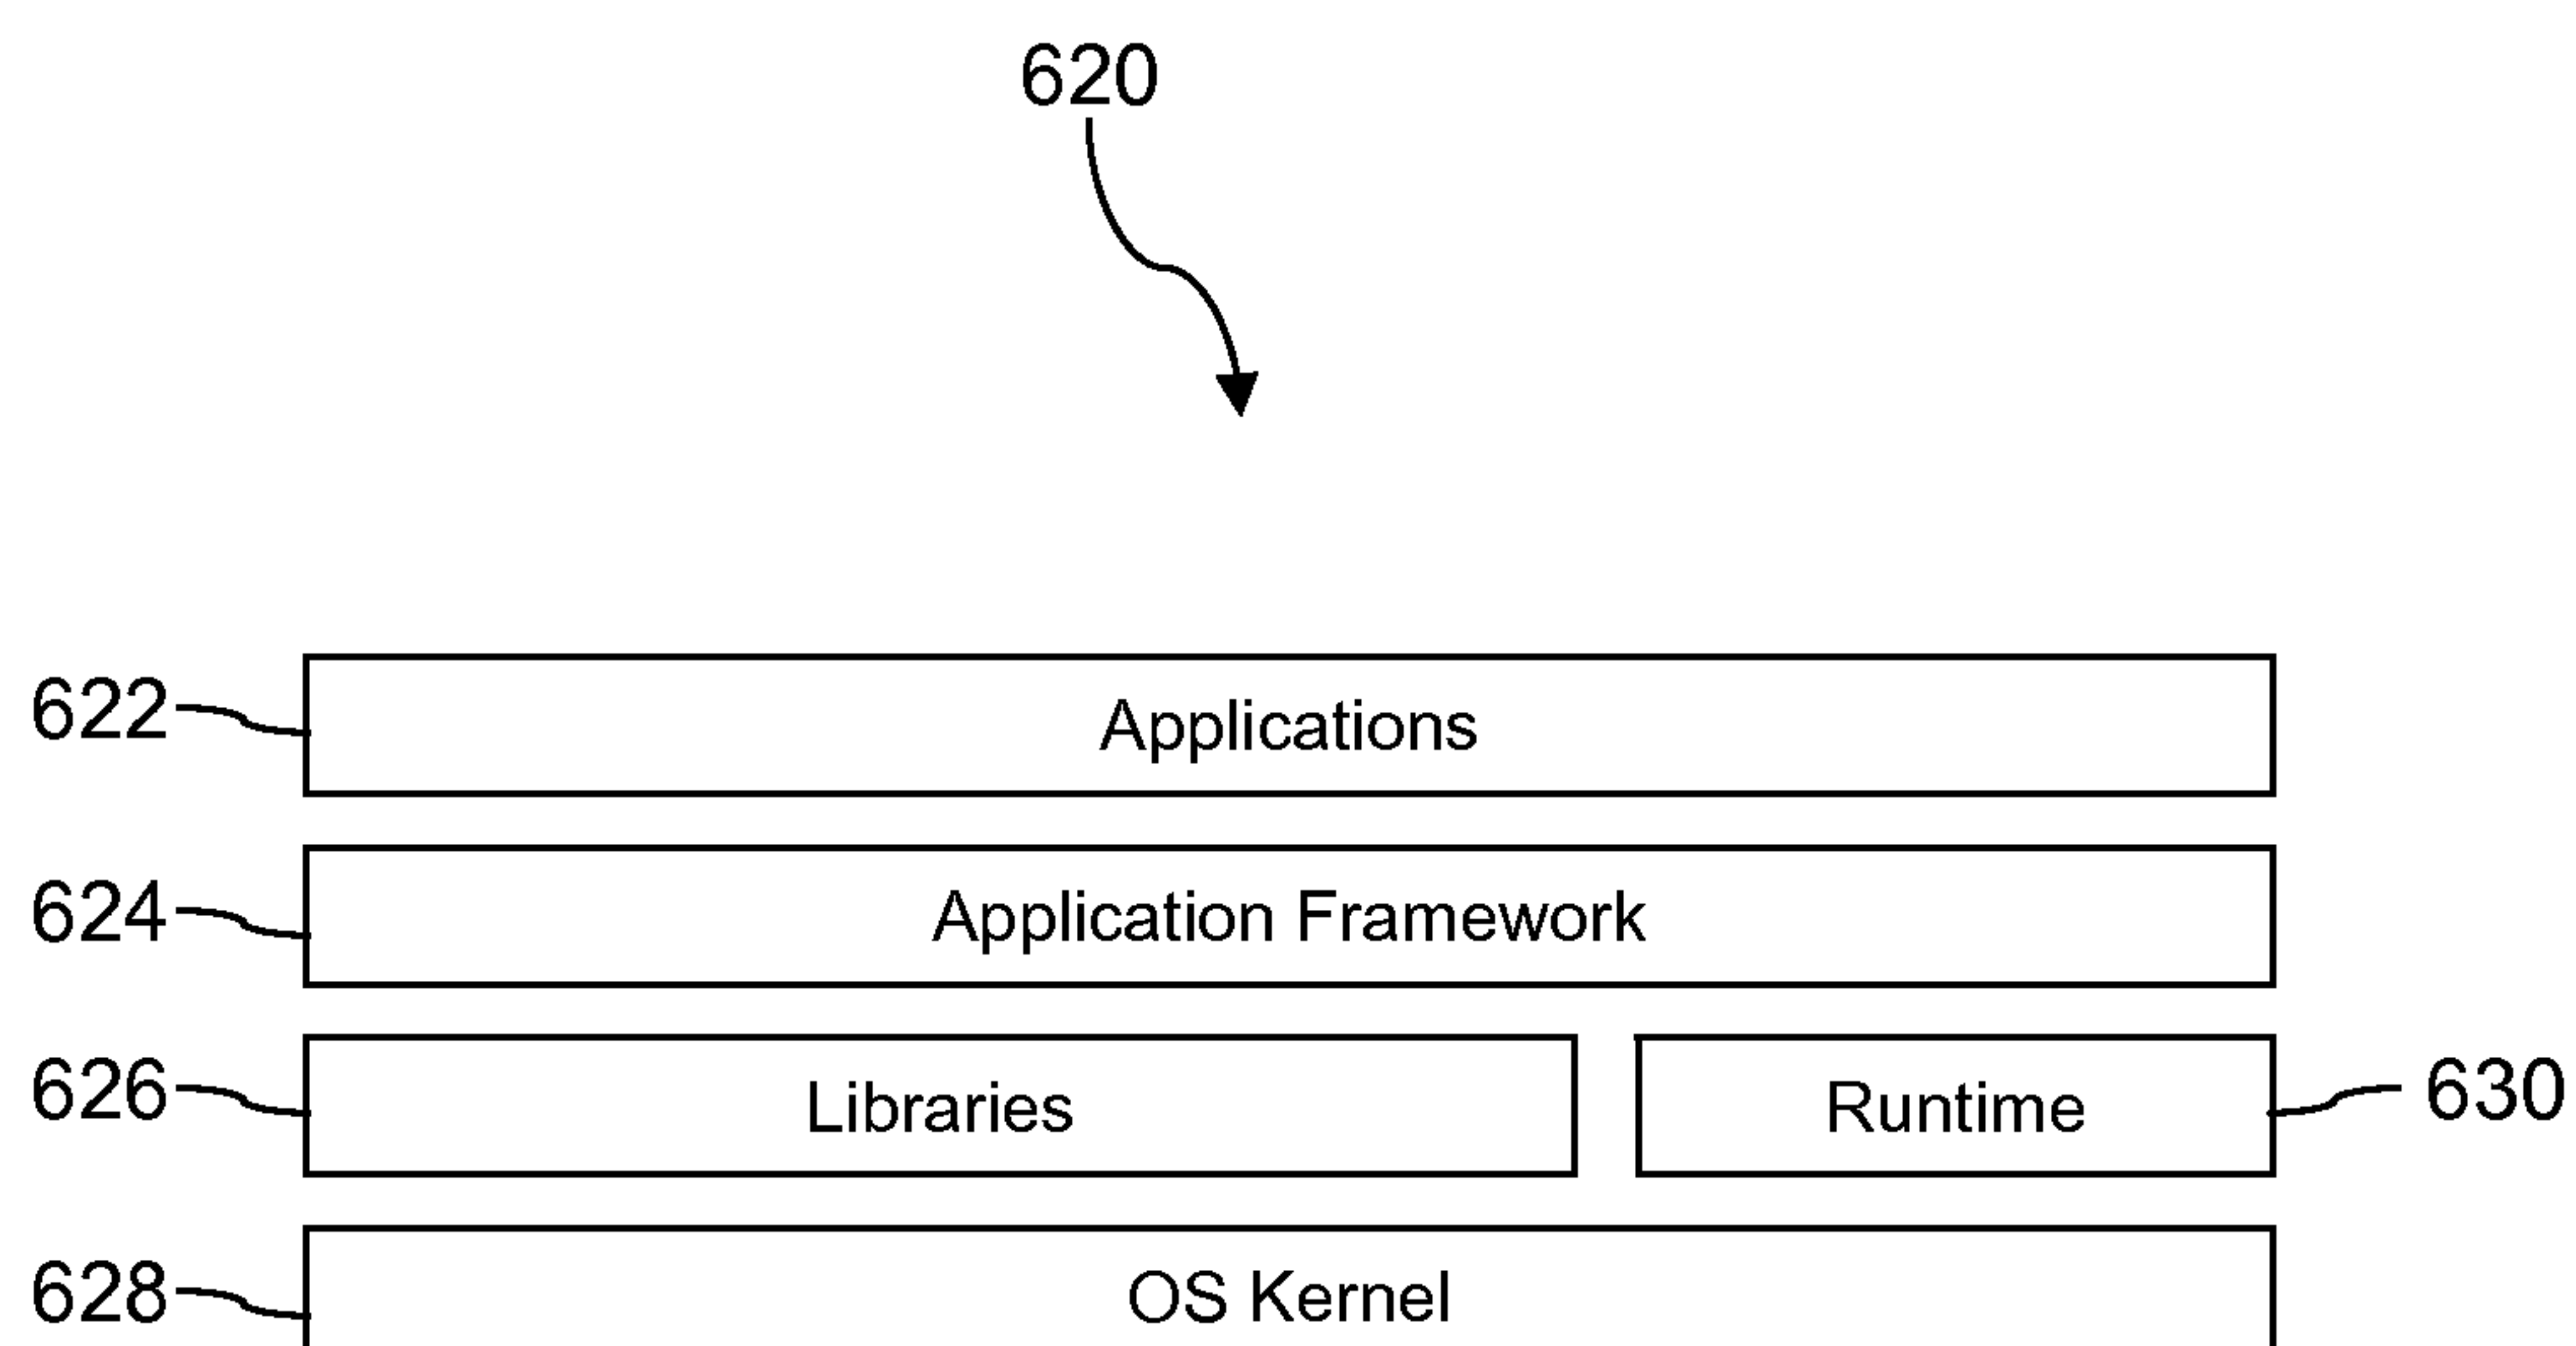 620
622 Applications
624 Application Framework
626 Libraries Runtime 630
628 OS Kernel